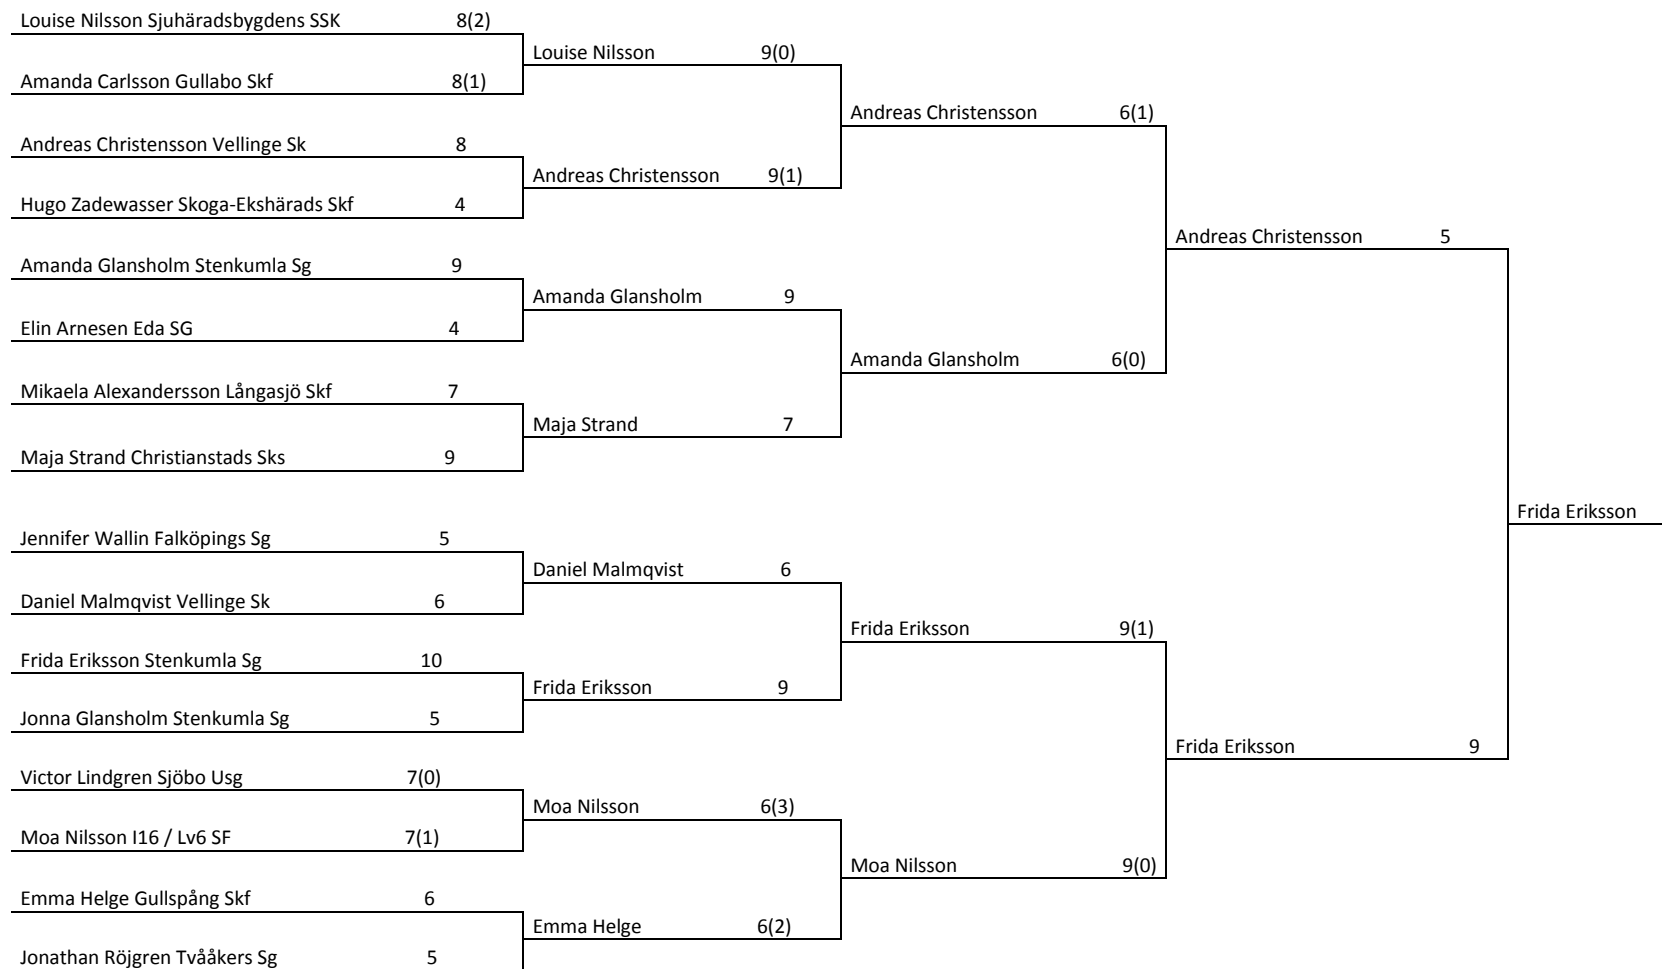 Louise Nilsson Sjuhäradsbygdens SSK 8(2)
Louise Nilsson 9(0)
Amanda Carlsson Gullabo Skf 8(1)
Andreas Christensson 6(1)
Andreas Christensson Vellinge Sk 8
Andreas Christensson 9(1)
Hugo Zadewasser Skoga-Ekshärads Skf 4
Andreas Christensson 5
Amanda Glansholm Stenkumla Sg 9
Amanda Glansholm 9
Elin Arnesen Eda SG 4
Amanda Glansholm 6(0)
Mikaela Alexandersson Långasjö Skf 7
Maja Strand 7
Maja Strand Christianstads Sks 9
Frida Eriksson
Jennifer Wallin Falköpings Sg 5
Daniel Malmqvist 6
Daniel Malmqvist Vellinge Sk 6
Frida Eriksson 9(1)
Frida Eriksson Stenkumla Sg 10
Frida Eriksson 9
Jonna Glansholm Stenkumla Sg 5
Frida Eriksson 9
Victor Lindgren Sjöbo Usg 7(0)
Moa Nilsson 6(3)
Moa Nilsson I16 / Lv6 SF 7(1)
Moa Nilsson 9(0)
Emma Helge Gullspång Skf 6
Emma Helge 6(2)
Jonathan Röjgren Tvååkers Sg 5